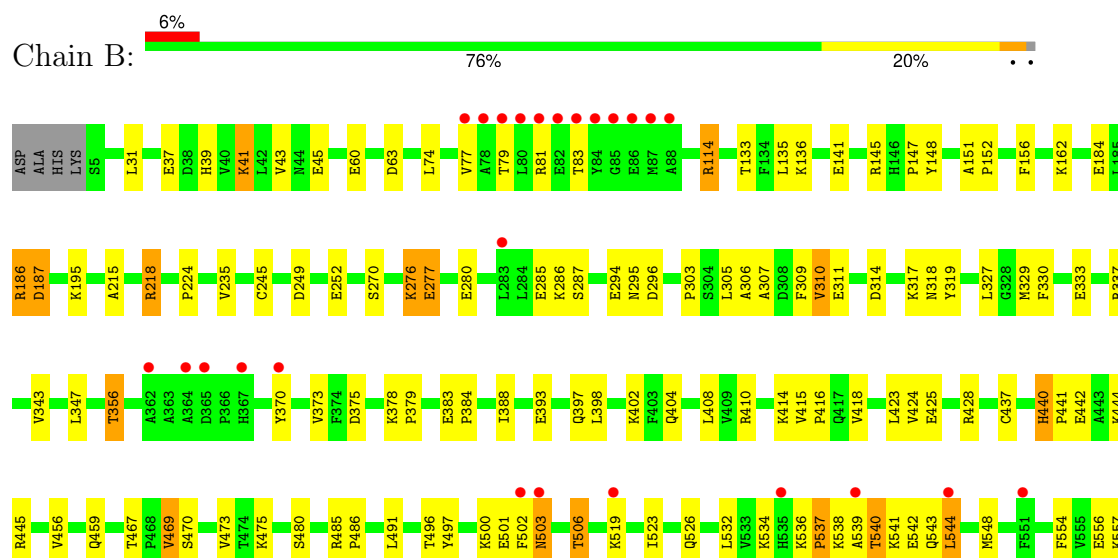 6%
Chain B:
76% 20% • •
ASP ALA HIS LYS S5 L31 E37 D38 H39 V40 K41 L42 V43 N44 E45 E60 D63 L74 V77 A78 T79 L80 R81 E82 T83 Y84 G85 E86 M87 A88 R114 T133 F134 L135 K136 E141 R145 H146 P147 Y148 A151 P152 F156 K162 E184 L185
R186 D187 K195 A215 R218 P224 V235 C245 D249 E252 S270 K276 E277 E280 L283 L284 E285 K286 S287 E294 N295 D296 P303 S304 L305 A306 A307 D308 F309 V310 E311 D314 K317 N318 Y319 L327 G328 M329 F330 E333 R337
V343 L347 T356 A362 A363 A364 D365 P366 H367 Y370 V373 F374 D375 K378 P379 E383 P384 I388 E393 Q397 L398 K402 F403 Q404 L408 V409 R410 K414 V415 P416 Q417 V418 L423 V424 E425 R428 C437 H440 P441 E442 A443 K444
R445 V456 Q459 T467 P468 V469 S470 V473 T474 K475 S480 R485 P486 L491 T496 Y497 K500 E501 F502 N503 T506 K519 I523 Q526 L532 V533 K534 H535 K536 P537 K538 A539 T540 K541 E542 Q543 L544 M548 F551 F554 V555 E556 K557